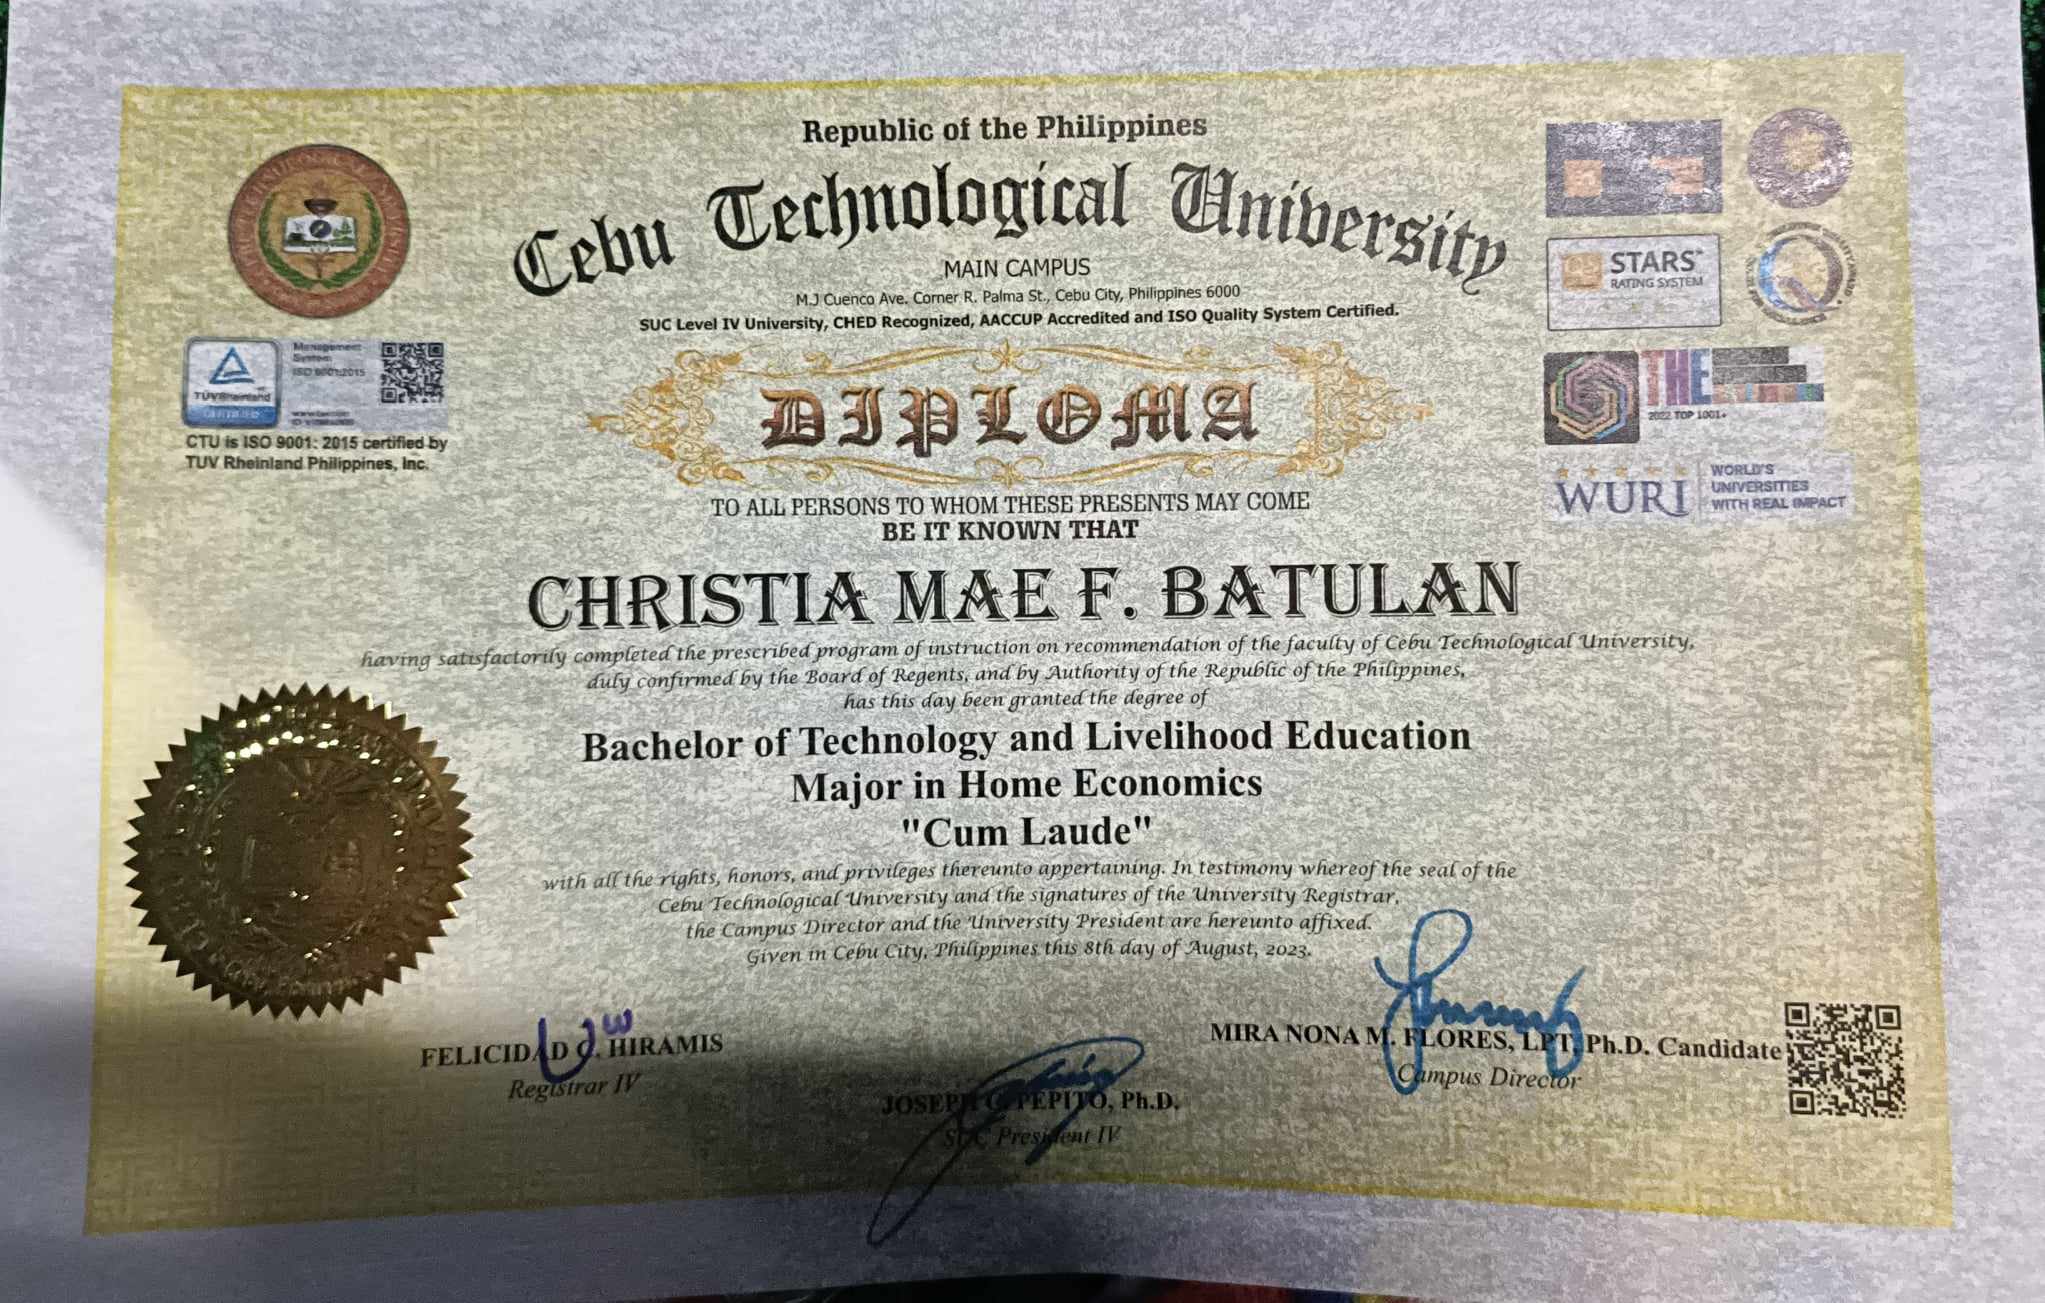 Republic of the Philippines
Cebu Technological University
MAIN CAMPUS
M.J Cuenco Ave. Corner R. Palma St., Cebu City, Philippines 6000
SUC Level IV University, CHED Recognized, AACCUP Accredited and ISO Quality System Certified.
TÜVRheinland
CERTIFIED
Management
System
ISO 9001:2015
CTU is ISO 9001: 2015 certified by
TUV Rheinland Philippines, Inc.
STARS
RATING SYSTEM
THE
2022 TOP 1001+
WURI
WORLD'S
UNIVERSITIES
WITH REAL IMPACT
DIPLOMA
TO ALL PERSONS TO WHOM THESE PRESENTS MAY COME
BE IT KNOWN THAT
CHRISTIA MAE F. BATULAN
having satisfactorily completed the prescribed program of instruction on recommendation of the faculty of Cebu Technological University,
duly confirmed by the Board of Regents, and by Authority of the Republic of the Philippines,
has this day been granted the degree of
Bachelor of Technology and Livelihood Education
Major in Home Economics
"Cum Laude"
with all the rights, honors, and privileges thereunto appertaining. In testimony whereof the seal of the
Cebu Technological University and the signatures of the University Registrar,
the Campus Director and the University President are hereunto affixed.
Given in Cebu City, Philippines this 8th day of August, 2023.
FELICIDAD C. HIRAMIS
Registrar IV
JOSEPH C. PEPITO, Ph.D.
SUC President IV
MIRA NONA M. FLORES, LPT, Ph.D. Candidate
Campus Director